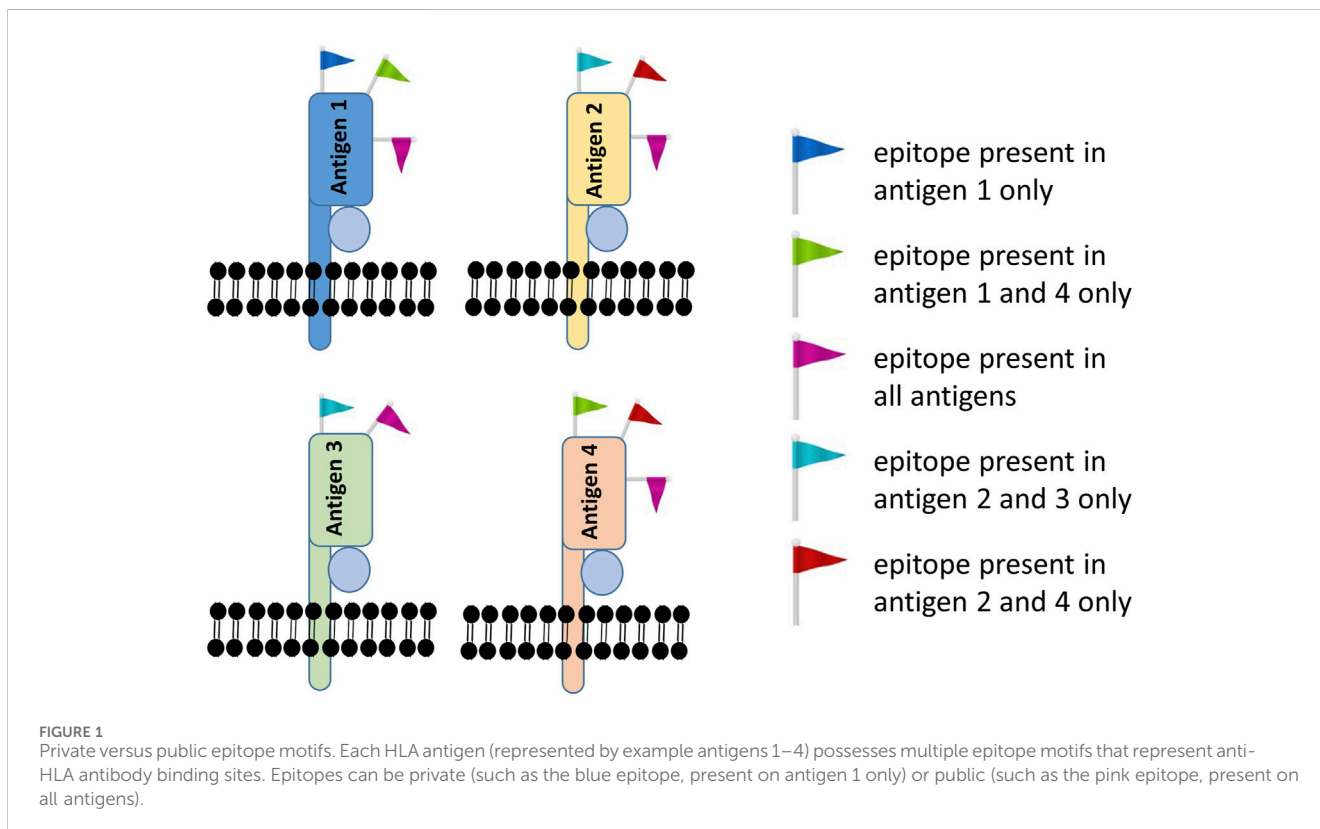 Antigen 1
Antigen 2
Antigen 3
Antigen 4
epitope present in
antigen 1 only
epitope present in
antigen 1 and 4 only
epitope present in
all antigens
epitope present in
antigen 2 and 3 only
epitope present in
antigen 2 and 4 only
FIGURE 1
Private versus public epitope motifs. Each HLA antigen (represented by example antigens 1–4) possesses multiple epitope motifs that represent anti-
HLA antibody binding sites. Epitopes can be private (such as the blue epitope, present on antigen 1 only) or public (such as the pink epitope, present on
all antigens).